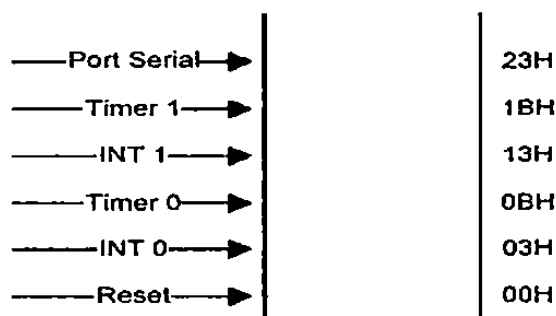 Port Serial 23H
Timer 1 1BH
INT 1 13H
Timer 0 0BH
INT 0 03H
Reset 00H